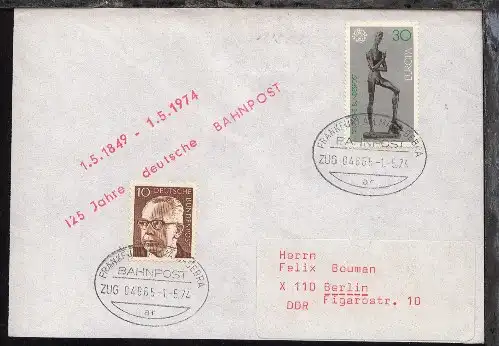 1.5.1849 - 1.5.1974
125 Jahre deutsche BAHNPOST
30
EUROPA
BAHNPOST
ZUG 04865-1.-5.74
ar
10
DEUTSCHE
BUNDESPOST
BAHNPOST
ZUG 04865-1.-5.74
ar
Herrn
Felix Bouman
X 110 Berlin
Figarostr. 10
DDR